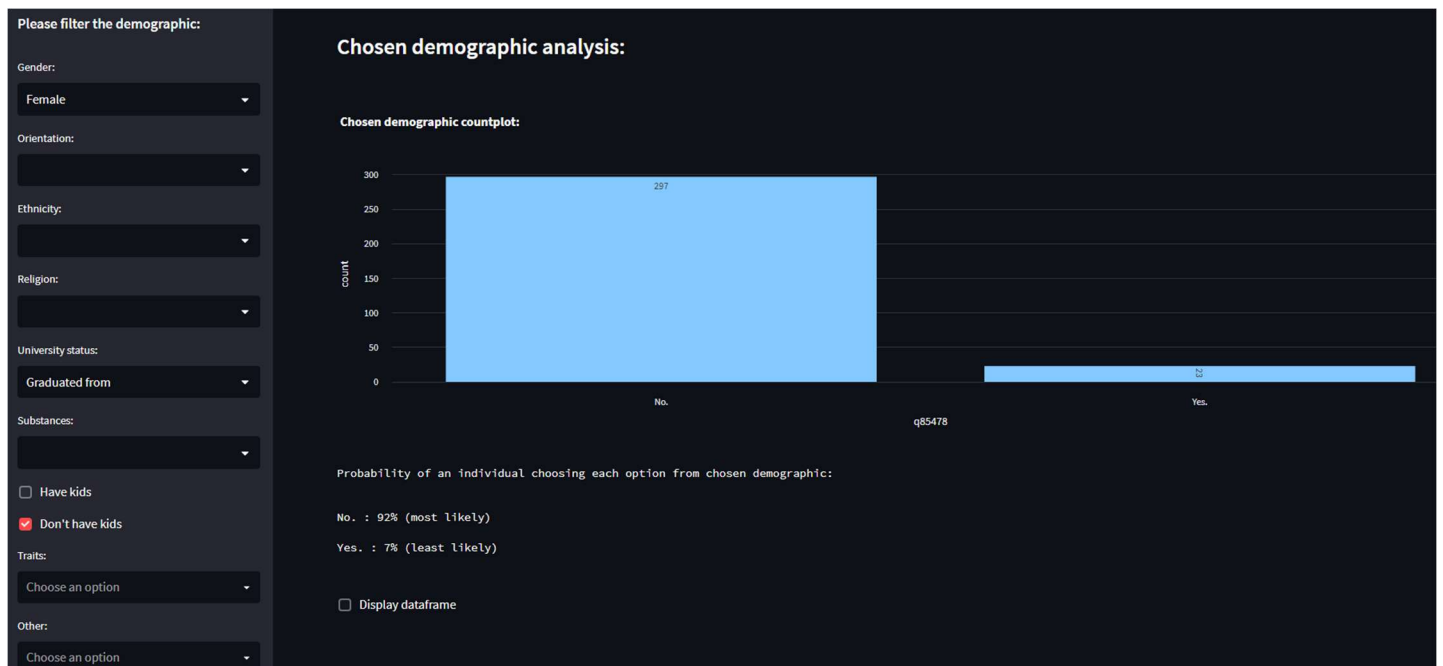 Please filter the demographic:
Gender:
Female
Orientation:
Ethnicity:
Religion:
University status:
Graduated from
Substances:
Have kids
Don't have kids
Traits:
Choose an option
Other:
Choose an option
Chosen demographic analysis:
Chosen demographic countplot:
300
250
200
150
100
50
0
count
297
23
No.
Yes.
q85478
Probability of an individual choosing each option from chosen demographic:
No. : 92% (most likely)
Yes. : 7% (least likely)
Display dataframe